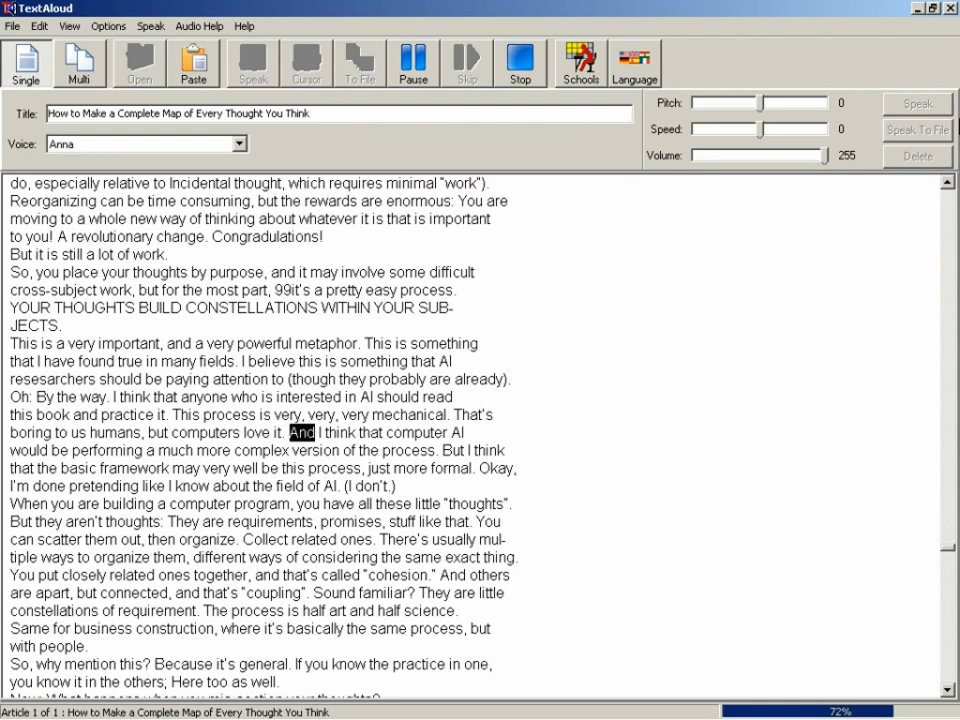 TextAloud
File Edit View Options Speak Audio Help Help
Single Multi Open Paste Speak Cursor To File Pause Skip Stop Schools Language
Title: How to Make a Complete Map of Every Thought You Think
Voice: Anna
Pitch: 0 Speak
Speed: 0 Speak To File
Volume: 255 Delete
do, especially relative to Incidental thought, which requires minimal "work").
Reorganizing can be time consuming, but the rewards are enormous: You are
moving to a whole new way of thinking about whatever it is that is important
to you! A revolutionary change. Congradulations!
But it is still a lot of work.
So, you place your thoughts by purpose, and it may involve some difficult
cross-subject work, but for the most part, 99it's a pretty easy process.
YOUR THOUGHTS BUILD CONSTELLATIONS WITHIN YOUR SUB-
JECTS.
This is a very important, and a very powerful metaphor. This is something
that I have found true in many fields. I believe this is something that AI
resesarchers should be paying attention to (though they probably are already).
Oh: By the way. I think that anyone who is interested in AI should read
this book and practice it. This process is very, very, very mechanical. That's
boring to us humans, but computers love it. And I think that computer AI
would be performing a much more complex version of the process. But I think
that the basic framework may very well be this process, just more formal. Okay,
I'm done pretending like I know about the field of AI. (I don't.)
When you are building a computer program, you have all these little "thoughts".
But they aren't thoughts: They are requirements, promises, stuff like that. You
can scatter them out, then organize. Collect related ones. There's usually mul-
tiple ways to organize them, different ways of considering the same exact thing.
You put closely related ones together, and that's called "cohesion." And others
are apart, but connected, and that's "coupling". Sound familiar? They are little
constellations of requirement. The process is half art and half science.
Same for business construction, where it's basically the same process, but
with people.
So, why mention this? Because it's general. If you know the practice in one,
you know it in the others; Here too as well.
Article 1 of 1 : How to Make a Complete Map of Every Thought You Think 72%